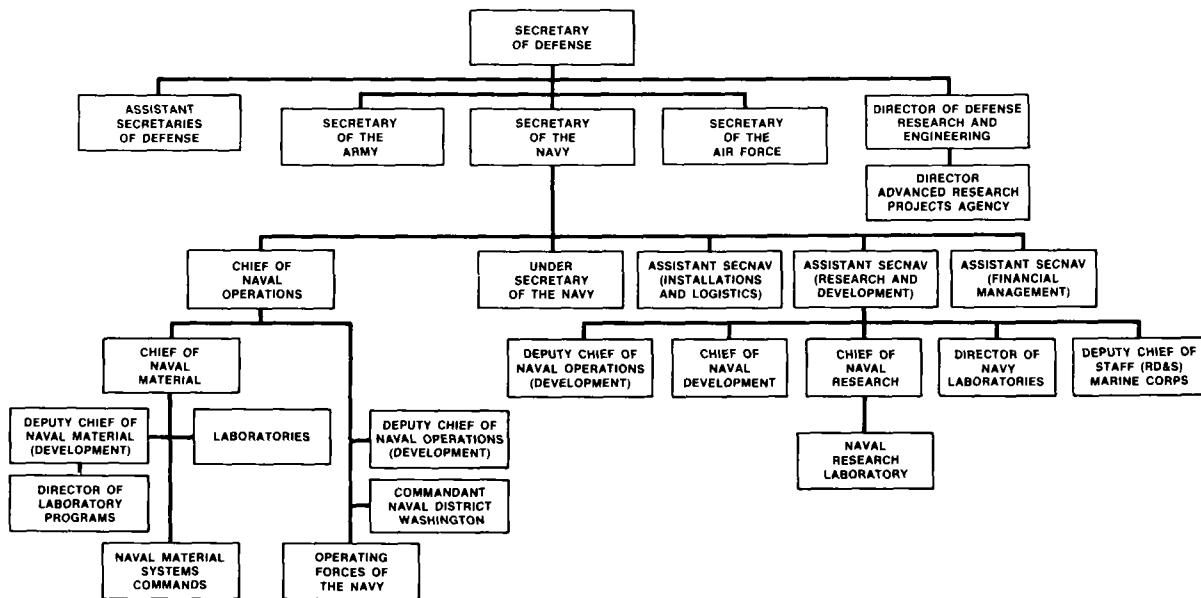 SECRETARY
OF DEFENSE
ASSISTANT
SECRETARIES
OF DEFENSE
SECRETARY
OF THE
ARMY
SECRETARY
OF THE
NAVY
SECRETARY
OF THE
AIR FORCE
DIRECTOR OF DEFENSE
RESEARCH AND
ENGINEERING
DIRECTOR
ADVANCED RESEARCH
PROJECTS AGENCY
CHIEF OF
NAVAL
OPERATIONS
UNDER
SECRETARY
OF THE NAVY
ASSISTANT SECNAV
(INSTALLATIONS
AND LOGISTICS)
ASSISTANT SECNAV
(RESEARCH AND
DEVELOPMENT)
ASSISTANT SECNAV
(FINANCIAL
MANAGEMENT)
CHIEF OF
NAVAL
MATERIAL
DEPUTY CHIEF OF
NAVAL OPERATIONS
(DEVELOPMENT)
CHIEF OF
NAVAL
DEVELOPMENT
CHIEF OF
NAVAL
RESEARCH
DIRECTOR OF
NAVY
LABORATORIES
DEPUTY CHIEF OF
STAFF (RD&S)
MARINE CORPS
DEPUTY CHIEF OF
NAVAL MATERIAL
(DEVELOPMENT)
LABORATORIES
DEPUTY CHIEF OF
NAVAL OPERATIONS
(DEVELOPMENT)
NAVAL
RESEARCH
LABORATORY
DIRECTOR OF
LABORATORY
PROGRAMS
COMMANDANT
NAVAL DISTRICT
WASHINGTON
NAVAL MATERIAL
SYSTEMS
COMMANDS
OPERATING
FORCES OF
THE NAVY